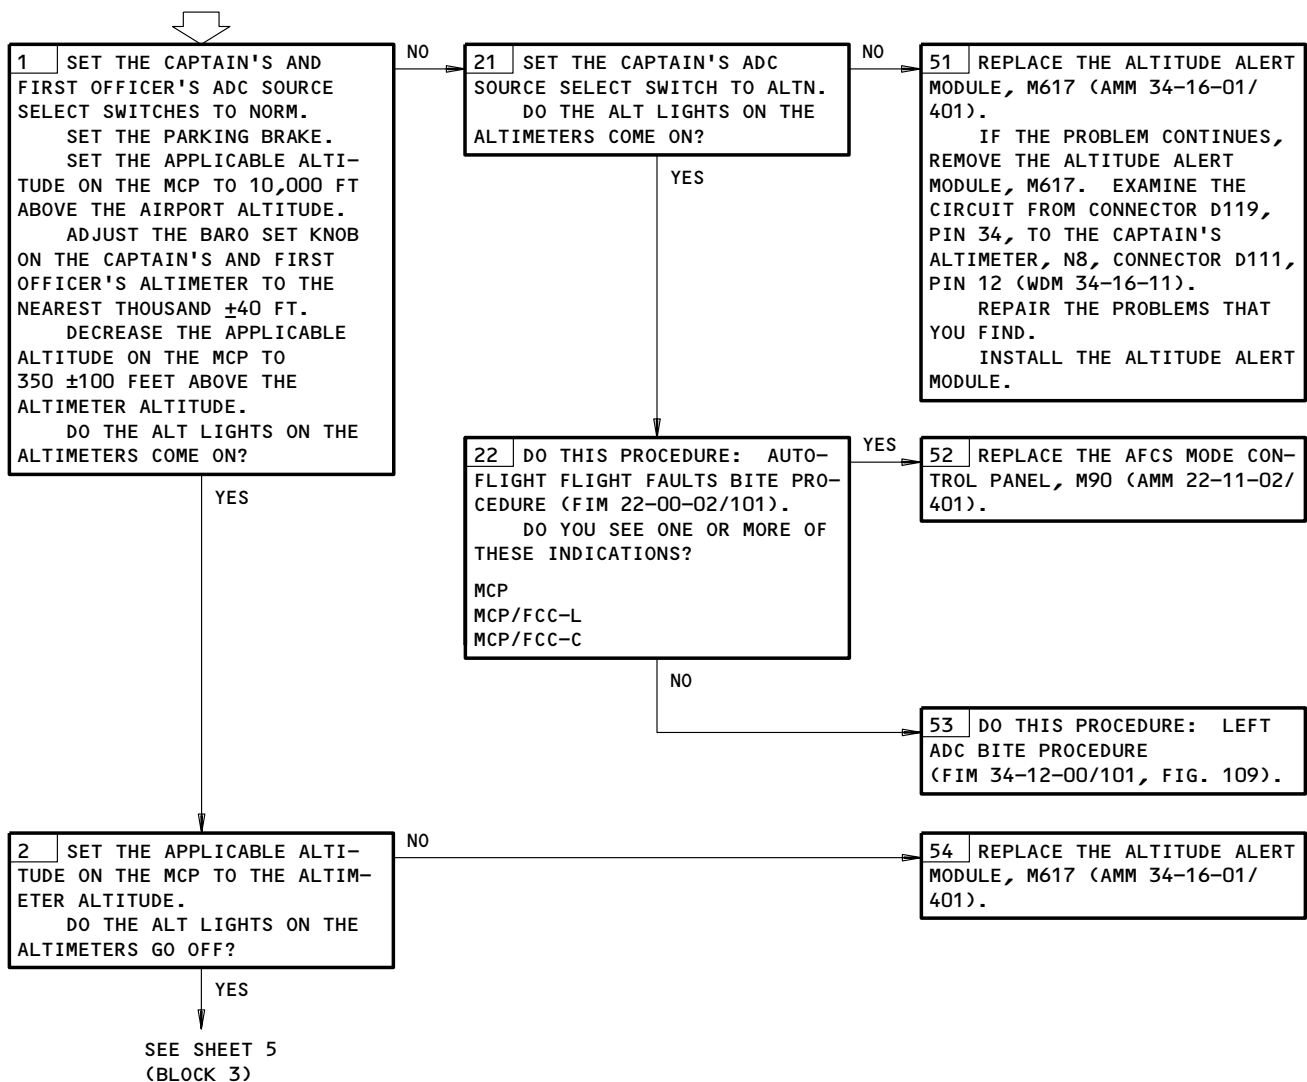 1 SET THE CAPTAIN'S AND
FIRST OFFICER'S ADC SOURCE
SELECT SWITCHES TO NORM.
SET THE PARKING BRAKE.
SET THE APPLICABLE ALTI-
TUDE ON THE MCP TO 10,000 FT
ABOVE THE AIRPORT ALTITUDE.
ADJUST THE BARO SET KNOB
ON THE CAPTAIN'S AND FIRST
OFFICER'S ALTIMETER TO THE
NEAREST THOUSAND ±40 FT.
DECREASE THE APPLICABLE
ALTITUDE ON THE MCP TO
350 ±100 FEET ABOVE THE
ALTIMETER ALTITUDE.
DO THE ALT LIGHTS ON THE
ALTIMETERS COME ON?
NO
21 SET THE CAPTAIN'S ADC
SOURCE SELECT SWITCH TO ALTN.
DO THE ALT LIGHTS ON THE
ALTIMETERS COME ON?
NO
51 REPLACE THE ALTITUDE ALERT
MODULE, M617 (AMM 34-16-01/
401).
IF THE PROBLEM CONTINUES,
REMOVE THE ALTITUDE ALERT
MODULE, M617. EXAMINE THE
CIRCUIT FROM CONNECTOR D119,
PIN 34, TO THE CAPTAIN'S
ALTIMETER, N8, CONNECTOR D111,
PIN 12 (WDM 34-16-11).
REPAIR THE PROBLEMS THAT
YOU FIND.
INSTALL THE ALTITUDE ALERT
MODULE.
YES
22 DO THIS PROCEDURE: AUTO-
FLIGHT FLIGHT FAULTS BITE PRO-
CEDURE (FIM 22-00-02/101).
DO YOU SEE ONE OR MORE OF
THESE INDICATIONS?
MCP
MCP/FCC-L
MCP/FCC-C
YES
52 REPLACE THE AFCS MODE CON-
TROL PANEL, M90 (AMM 22-11-02/
401).
YES
NO
53 DO THIS PROCEDURE: LEFT
ADC BITE PROCEDURE
(FIM 34-12-00/101, FIG. 109).
2 SET THE APPLICABLE ALTI-
TUDE ON THE MCP TO THE ALTIM-
ETER ALTITUDE.
DO THE ALT LIGHTS ON THE
ALTIMETERS GO OFF?
NO
54 REPLACE THE ALTITUDE ALERT
MODULE, M617 (AMM 34-16-01/
401).
YES
SEE SHEET 5
(BLOCK 3)